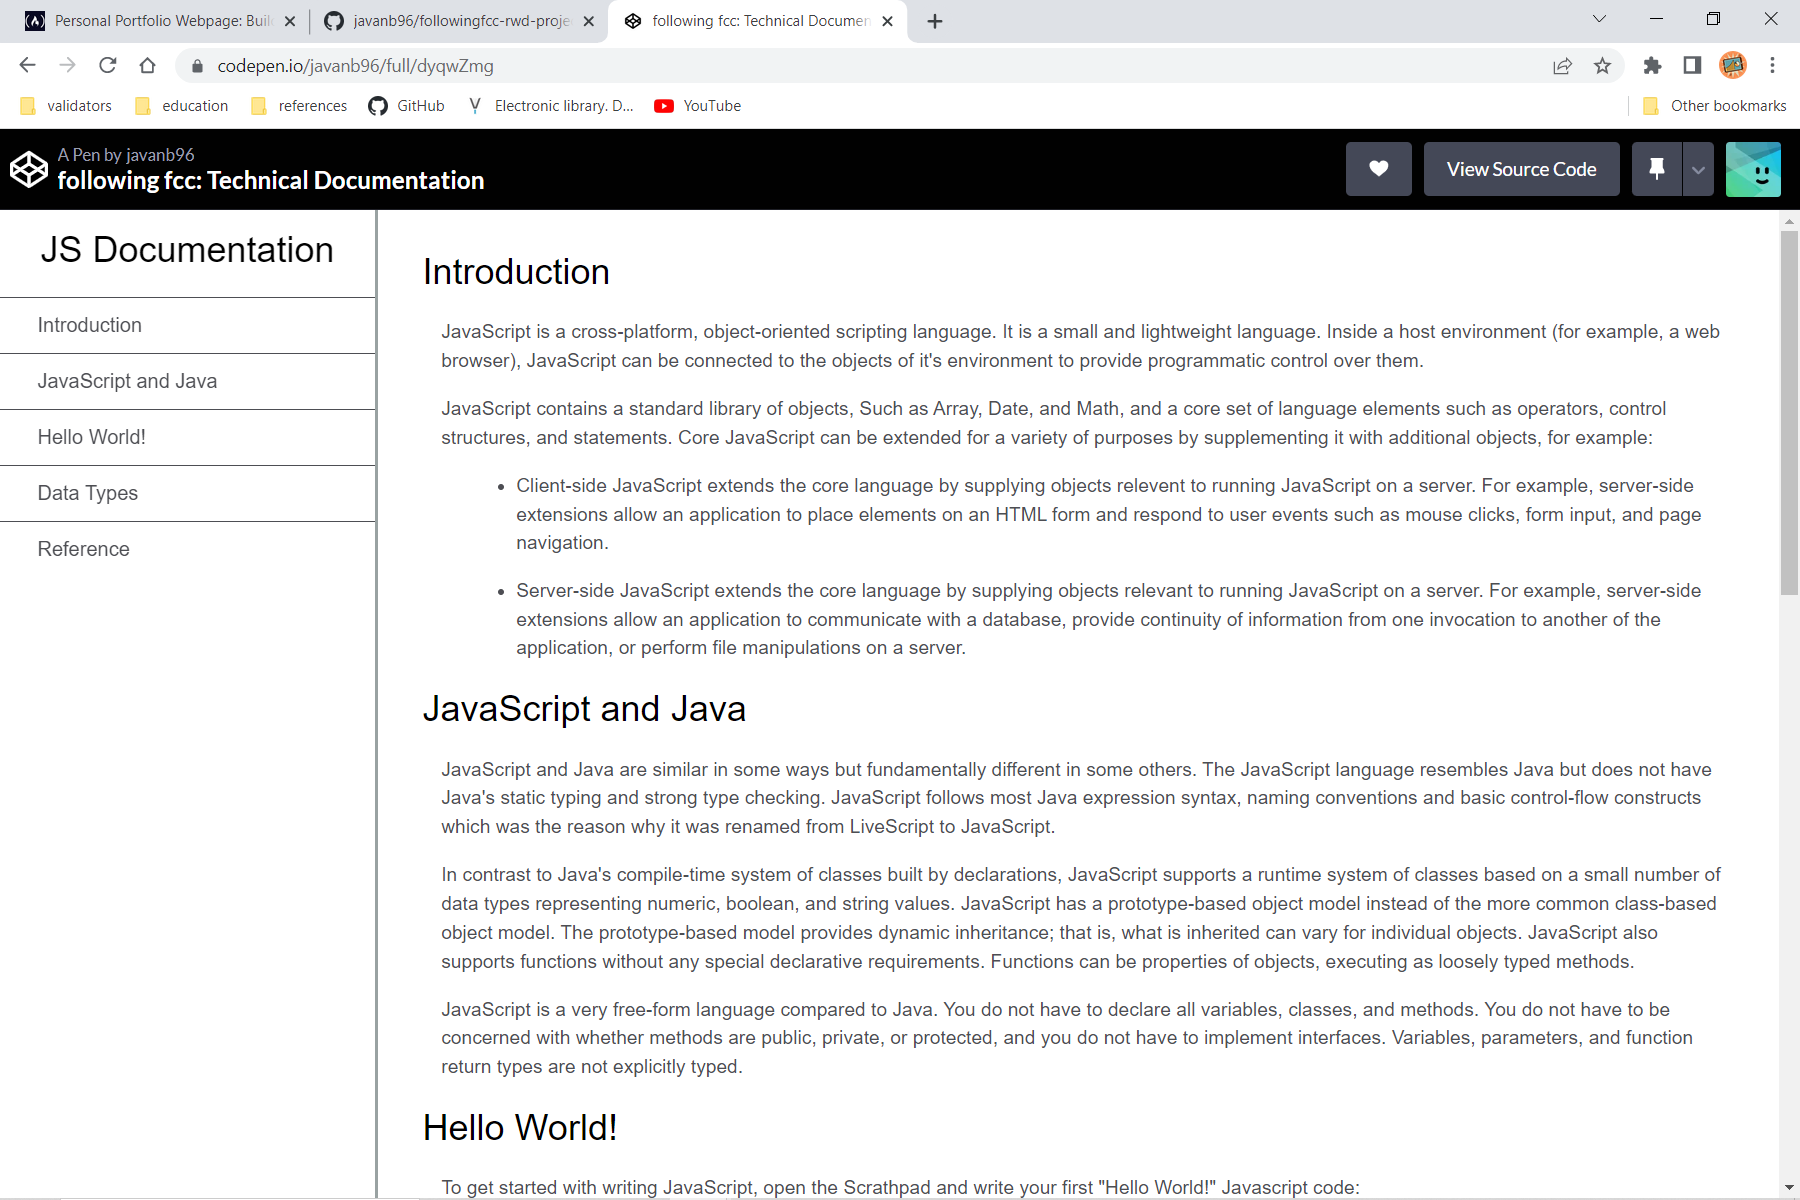 Personal Portfolio Webpage: Buil
javanb96/followingfcc-rwd-proje
following fcc: Technical Documen
codepen.io/javanb96/full/dyqwZmg
validators
education
references
GitHub
Electronic library. D...
YouTube
Other bookmarks
A Pen by javanb96
following fcc: Technical Documentation
View Source Code
JS Documentation
Introduction
JavaScript and Java
Hello World!
Data Types
Reference
Introduction
JavaScript is a cross-platform, object-oriented scripting language. It is a small and lightweight language. Inside a host environment (for example, a web
browser), JavaScript can be connected to the objects of it's environment to provide programmatic control over them.
JavaScript contains a standard library of objects, Such as Array, Date, and Math, and a core set of language elements such as operators, control
structures, and statements. Core JavaScript can be extended for a variety of purposes by supplementing it with additional objects, for example:
• Client-side JavaScript extends the core language by supplying objects relevent to running JavaScript on a server. For example, server-side
extensions allow an application to place elements on an HTML form and respond to user events such as mouse clicks, form input, and page
navigation.
• Server-side JavaScript extends the core language by supplying objects relevant to running JavaScript on a server. For example, server-side
extensions allow an application to communicate with a database, provide continuity of information from one invocation to another of the
application, or perform file manipulations on a server.
JavaScript and Java
JavaScript and Java are similar in some ways but fundamentally different in some others. The JavaScript language resembles Java but does not have
Java's static typing and strong type checking. JavaScript follows most Java expression syntax, naming conventions and basic control-flow constructs
which was the reason why it was renamed from LiveScript to JavaScript.
In contrast to Java's compile-time system of classes built by declarations, JavaScript supports a runtime system of classes based on a small number of
data types representing numeric, boolean, and string values. JavaScript has a prototype-based object model instead of the more common class-based
object model. The prototype-based model provides dynamic inheritance; that is, what is inherited can vary for individual objects. JavaScript also
supports functions without any special declarative requirements. Functions can be properties of objects, executing as loosely typed methods.
JavaScript is a very free-form language compared to Java. You do not have to declare all variables, classes, and methods. You do not have to be
concerned with whether methods are public, private, or protected, and you do not have to implement interfaces. Variables, parameters, and function
return types are not explicitly typed.
Hello World!
To get started with writing JavaScript, open the Scrathpad and write your first "Hello World!" Javascript code: